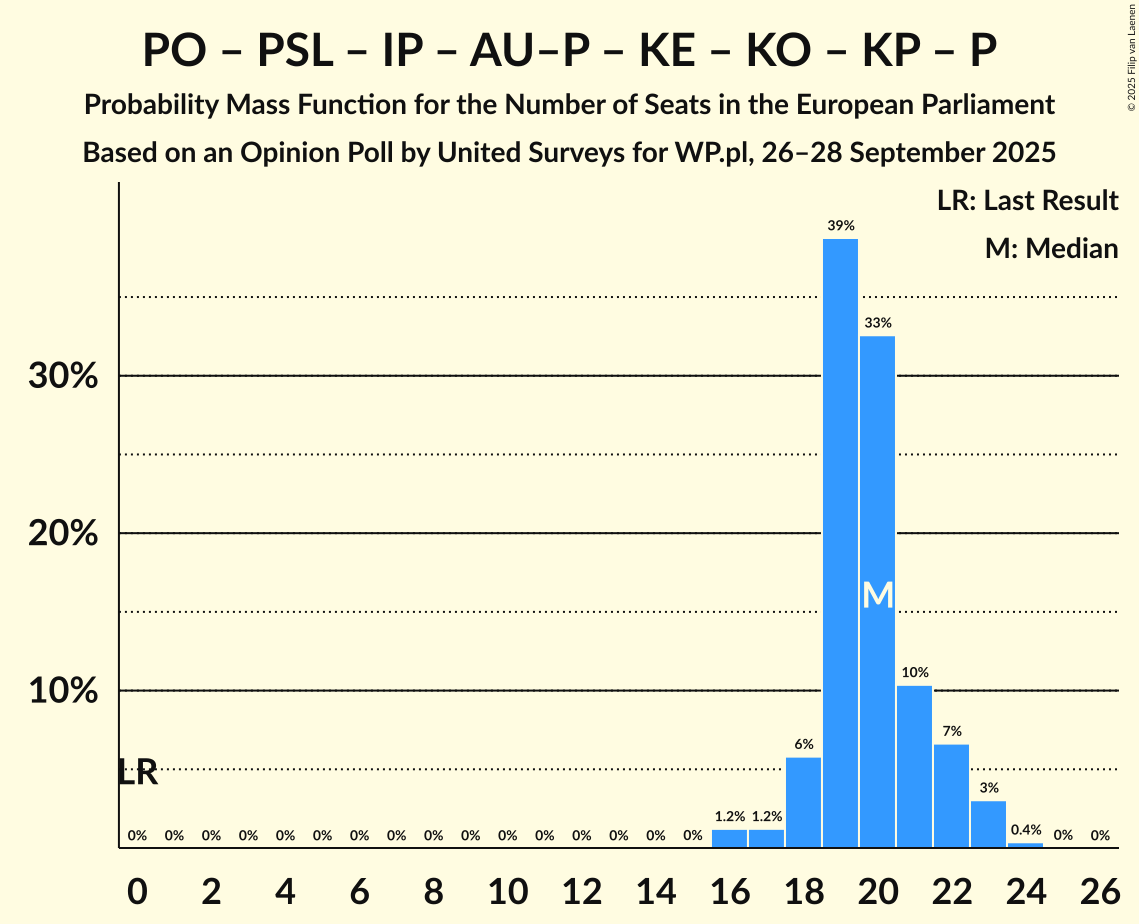 PO – PSL – IP – AU–P – KE – KO – KP – P
Probability Mass Function for the Number of Seats in the European Parliament
Based on an Opinion Poll by United Surveys for WP.pl, 26–28 September 2025
© 2025 Filip van Laenen
LR: Last Result
M: Median
30%
20%
10%
LR
M
0% 0% 0% 0% 0% 0% 0% 0% 0% 0% 0% 0% 0% 0% 0% 0% 1.2% 1.2% 6% 39% 33% 10% 7% 3% 0.4% 0% 0%
0 2 4 6 8 10 12 14 16 18 20 22 24 26